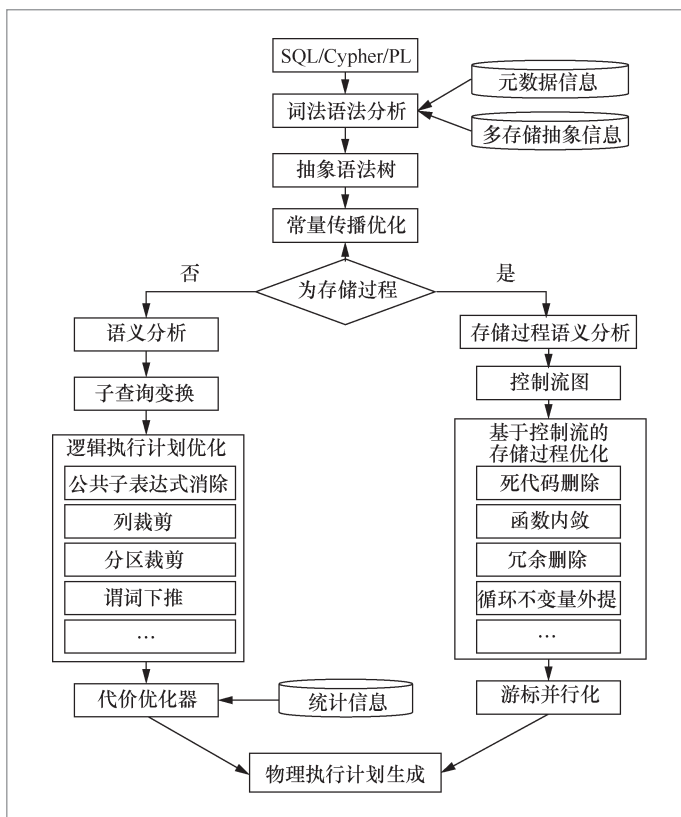 SQL/Cypher/PL
元数据信息
词法语法分析
多存储抽象信息
抽象语法树
常量传播优化
否
为存储过程
是
语义分析
存储过程语义分析
子查询变换
控制流图
逻辑执行计划优化
公共子表达式消除
列裁剪
分区裁剪
谓词下推
…
基于控制流的
存储过程优化
死代码删除
函数内敛
冗余删除
循环不变量外提
…
代价优化器
统计信息
游标并行化
物理执行计划生成